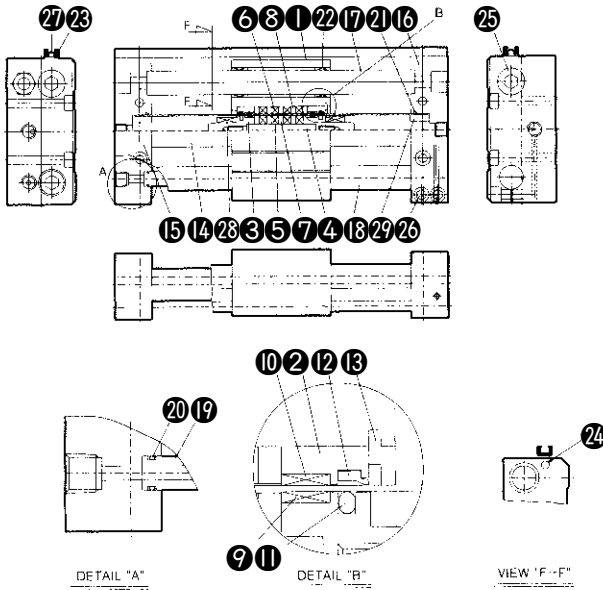 27 23 6 8 1 22 17 21 16 B 25
F
F
A
15 14 28 3 5 7 4 18 29 26
10 2 12 13
20 19
24
9 11
DETAIL "A"
DETAIL "B"
VIEW "F-F"